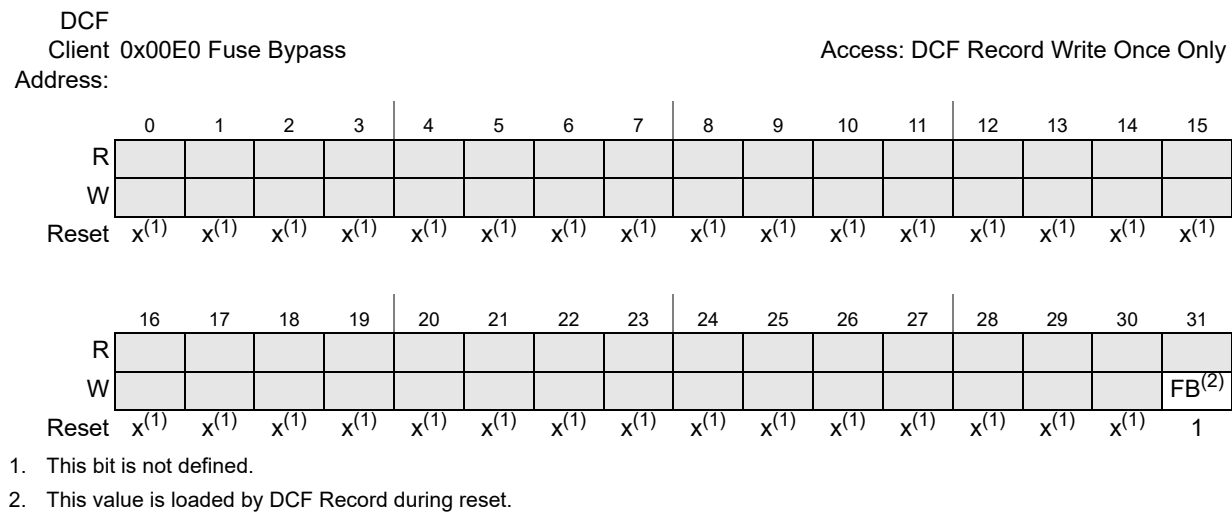 DCF
Client 0x00E0 Fuse Bypass Access: DCF Record Write Once Only
Address:
0 1 2 3 4 5 6 7 8 9 10 11 12 13 14 15
R
W
Reset x(1) x(1) x(1) x(1) x(1) x(1) x(1) x(1) x(1) x(1) x(1) x(1) x(1) x(1) x(1) x(1)
16 17 18 19 20 21 22 23 24 25 26 27 28 29 30 31
R
W FB(2)
Reset x(1) x(1) x(1) x(1) x(1) x(1) x(1) x(1) x(1) x(1) x(1) x(1) x(1) x(1) x(1) 1
1. This bit is not defined.
2. This value is loaded by DCF Record during reset.